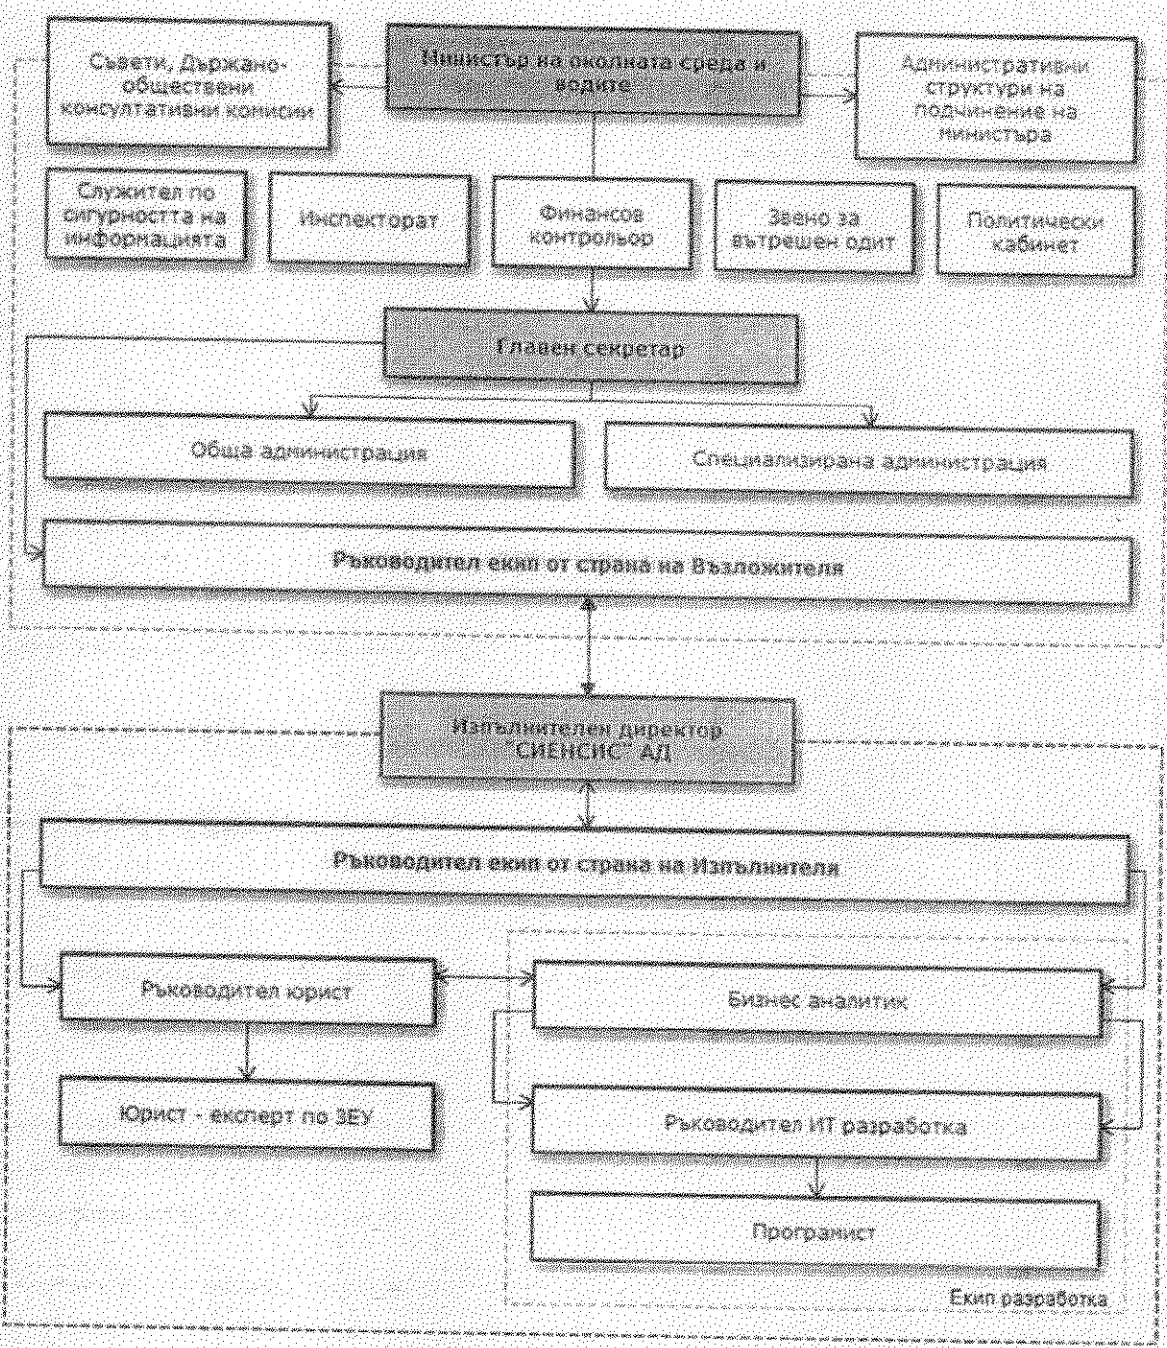 Съвети, Държано-
обществени
консултативни комисии
Министър на околната среда и
водите
Административни
структури на
подчинение на
министъра
Служител по
сигурността на
информацията
Инспекторат
Финансов
контрольор
Звено за
вътрешен одит
Политически
кабинет
Главен секретар
Обща администрация
Специализирана администрация
Ръководител екип от страна на Възложителя
Изпълнителен директор
"СИЕНСИС" АД
Ръководител екип от страна на Изпълнителя
Ръководител юрист
Бизнес аналитик
Юрист - експерт по ЗЕУ
Ръководител ИТ разработка
Програмист
Екип разработка